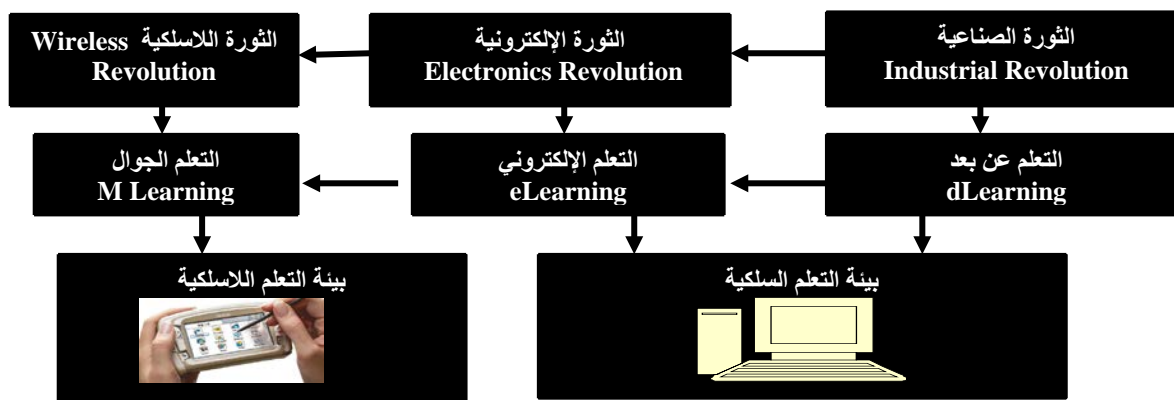 الثورة الصناعية
Industrial Revolution
الثورة الإلكترونية
Electronics Revolution
الثورة اللاسلكية Wireless
Revolution
التعلم عن بعد
dLearning
التعلم الإلكتروني
eLearning
التعلم الجوال
M Learning
بيئة التعلم السلكية
بيئة التعلم اللاسلكية